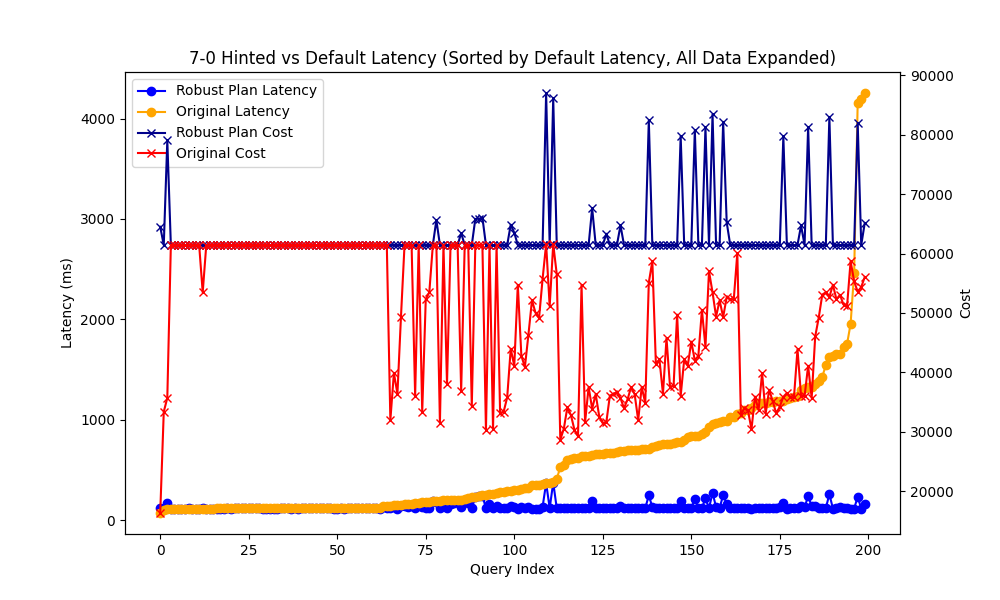 7-0 Hinted vs Default Latency (Sorted by Default Latency, All Data Expanded)
Robust Plan Latency
Original Latency
Robust Plan Cost
Original Cost
Latency (ms)
4000
3000
2000
1000
0
90000
80000
70000
60000
50000
40000
30000
20000
Cost
0 25 50 75 100 125 150 175 200
Query Index